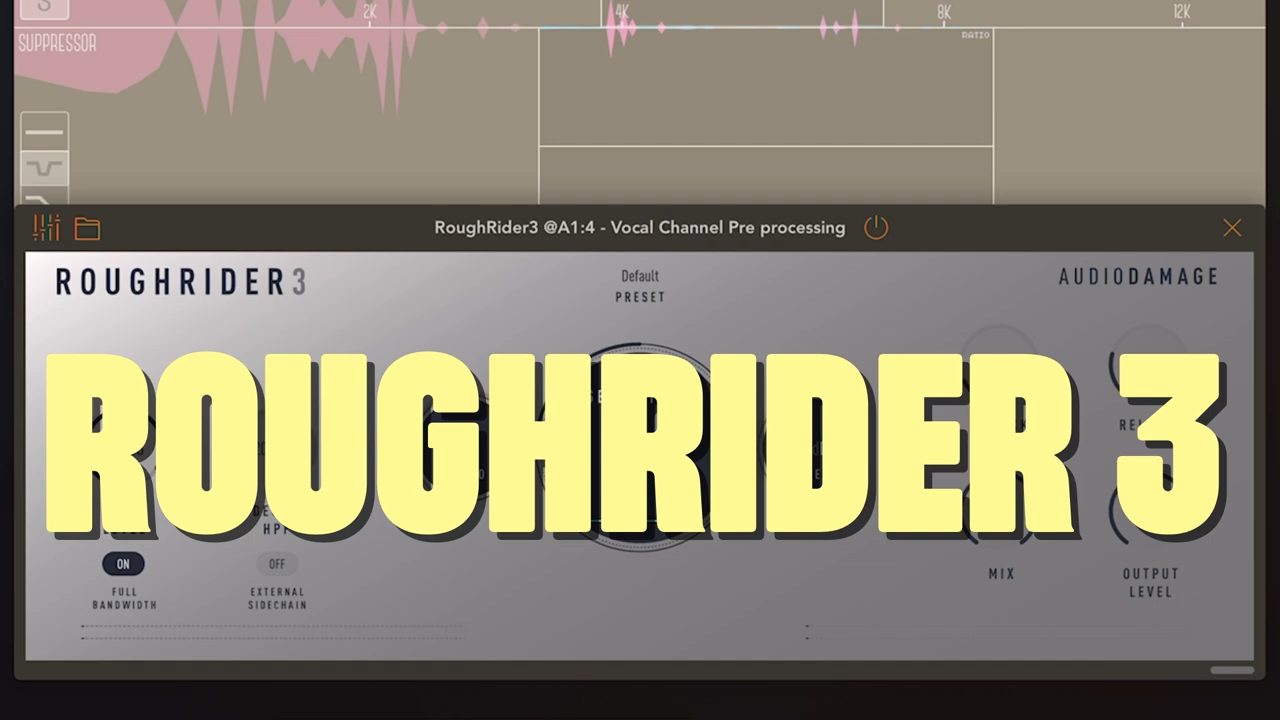 S
2K
4K
8K
12K
SUPPRESSOR
RATIO
RoughRider3 @A1:4 - Vocal Channel Pre processing
ROUGHRIDER3
Default
PRESET
AUDIODAMAGE
ROUGHRIDER 3
HPF
MIX
OUTPUT
LEVEL
ON
OFF
FULL
BANDWIDTH
EXTERNAL
SIDECHAIN